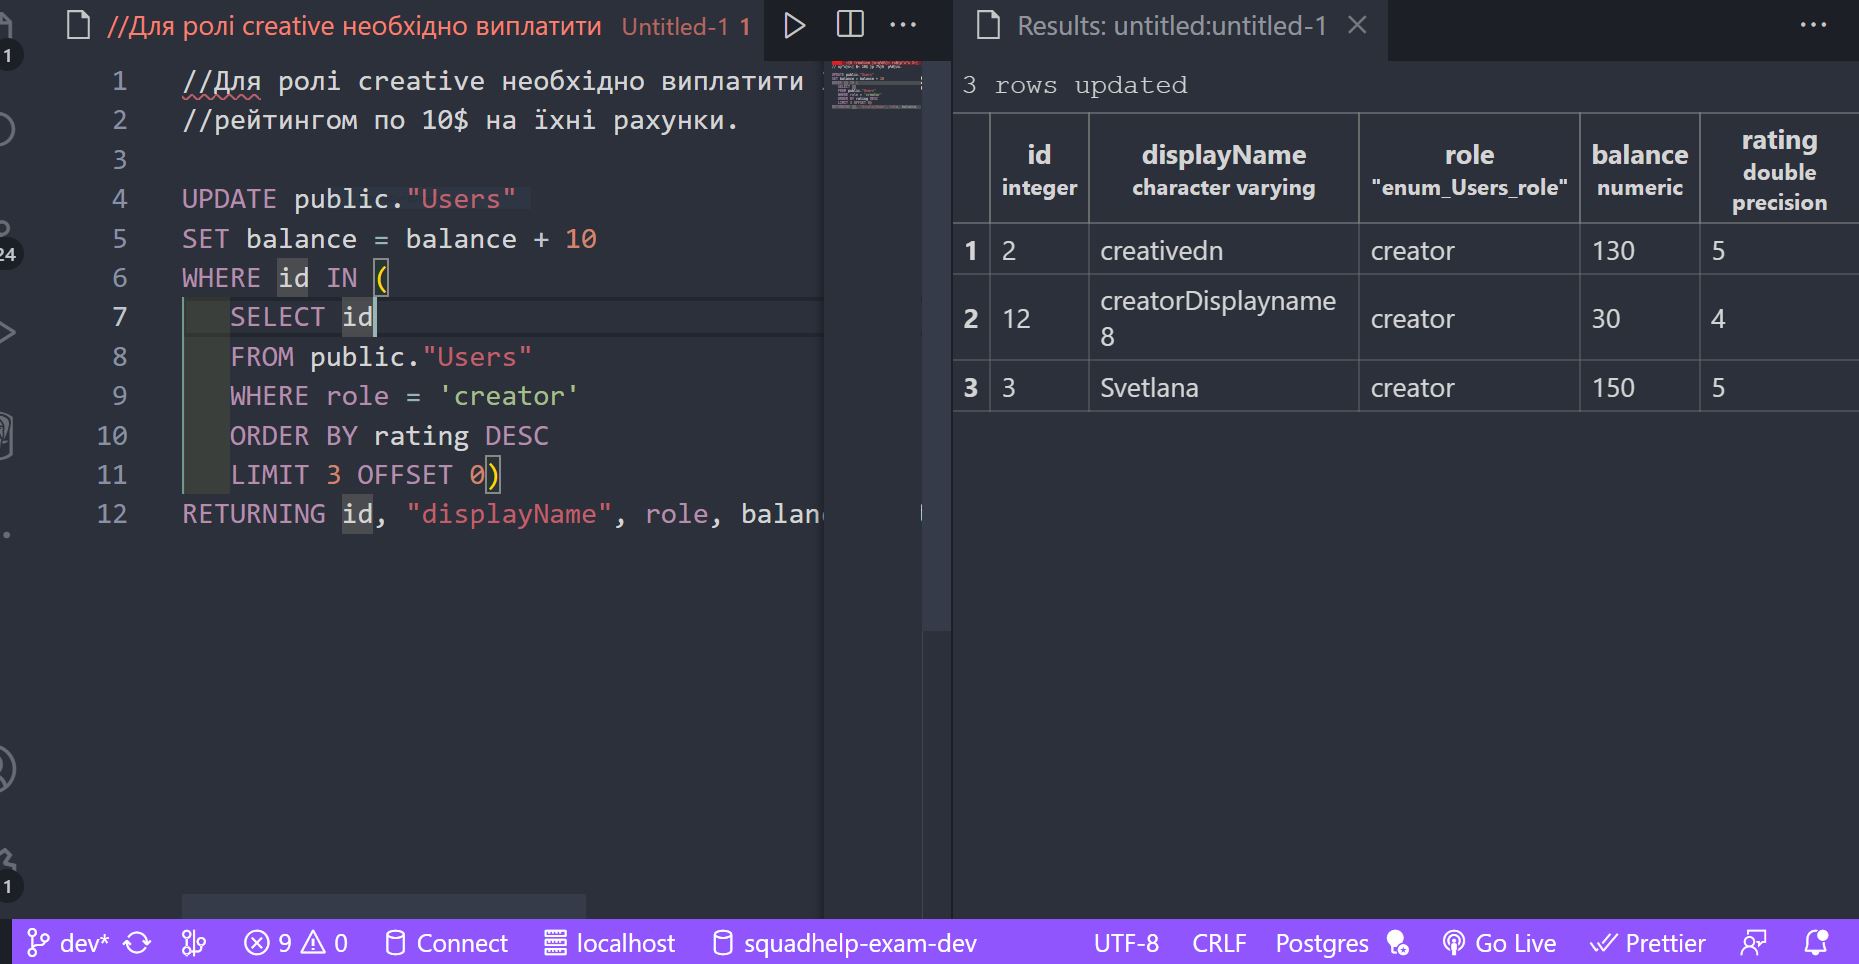 //Для ролі creative необхідно виплатити Untitled-1 1
Results: untitled:untitled-1
1 //Для ролі creative необхідно виплатити
2 //рейтингом по 10$ на їхні рахунки.
3
4 UPDATE public."Users"
5 SET balance = balance + 10
6 WHERE id IN (
7 SELECT id
8 FROM public."Users"
9 WHERE role = 'creator'
10 ORDER BY rating DESC
11 LIMIT 3 OFFSET 0)
12 RETURNING id, "displayName", role, balan
1
24
1
3 rows updated
id integer displayName character varying role "enum_Users_role" balance numeric rating double precision
1 2 creativedn creator 130 5
2 12 creatorDisplayname8 creator 30 4
3 3 Svetlana creator 150 5
dev* 9 0 Connect localhost squadhelp-exam-dev UTF-8 CRLF Postgres Go Live Prettier